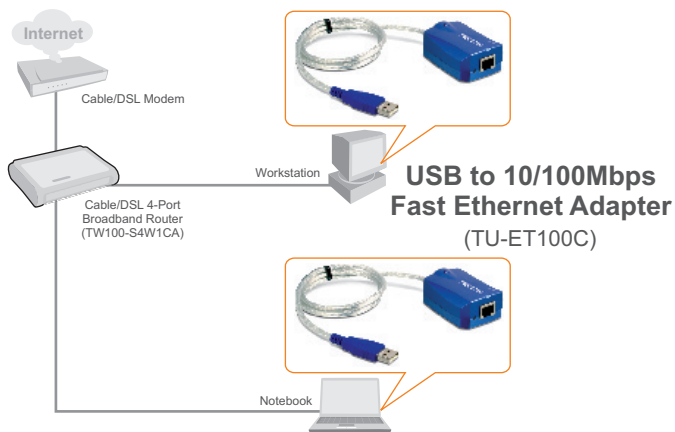 Internet
Cable/DSL Modem
Workstation
Cable/DSL 4-Port
Broadband Router
(TW100-S4W1CA)
USB to 10/100Mbps
Fast Ethernet Adapter
(TU-ET100C)
Notebook